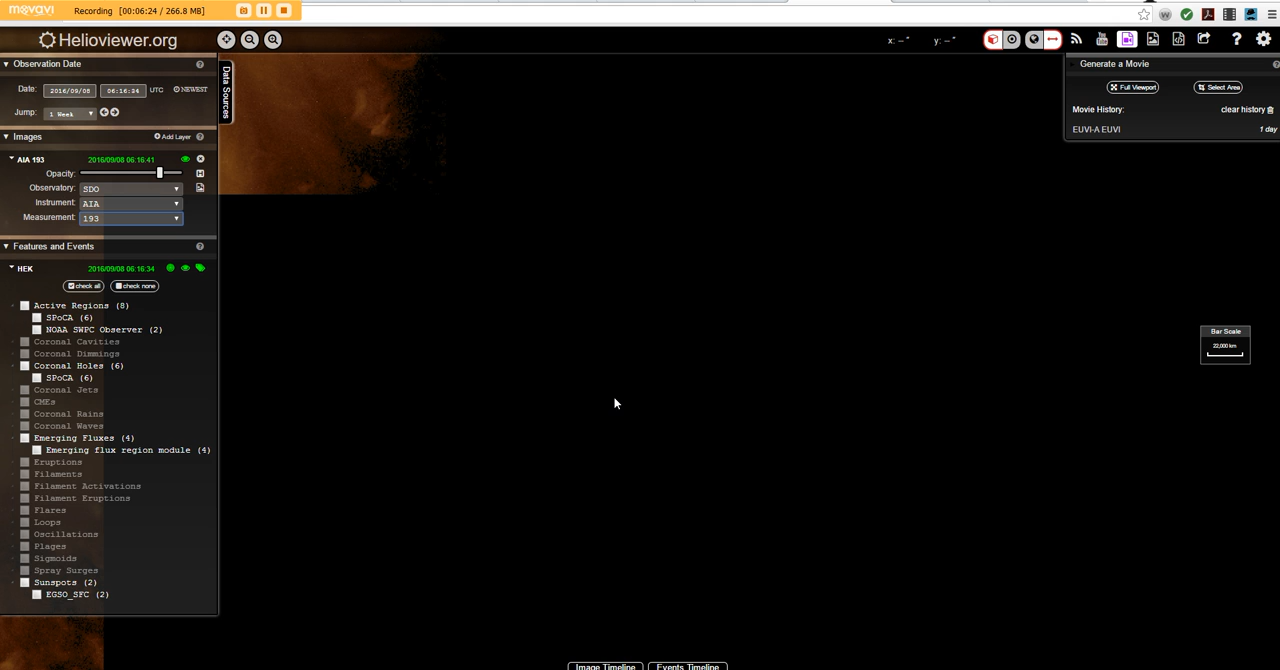 movavi Recording [00:06:24 / 266.8 MB]
Helioviewer.org
x: – " y: – "
Observation Date
Date: 2016/09/08 06:16:34 UTC NEWEST
Jump: 1 Week
Data Sources
Images Add Layer
AIA 193 2016/09/08 06:16:41
Opacity:
Observatory: SDO
Instrument: AIA
Measurement: 193
Features and Events
HEK 2016/09/08 06:16:34
check all check none
Active Regions (8)
SPoCA (6)
NOAA SWPC Observer (2)
Coronal Cavities
Coronal Dimmings
Coronal Holes (6)
SPoCA (6)
Coronal Jets
CMEs
Coronal Rains
Coronal Waves
Emerging Fluxes (4)
Emerging flux region module (4)
Eruptions
Filaments
Filament Activations
Filament Eruptions
Flares
Loops
Oscillations
Plages
Sigmoids
Spray Surges
Sunspots (2)
EGSO_SFC (2)
Generate a Movie
Full Viewport Select Area
Movie History: clear history
EUVI-A EUVI 1 day
Bar Scale
22,000 km
Image Timeline Events Timeline